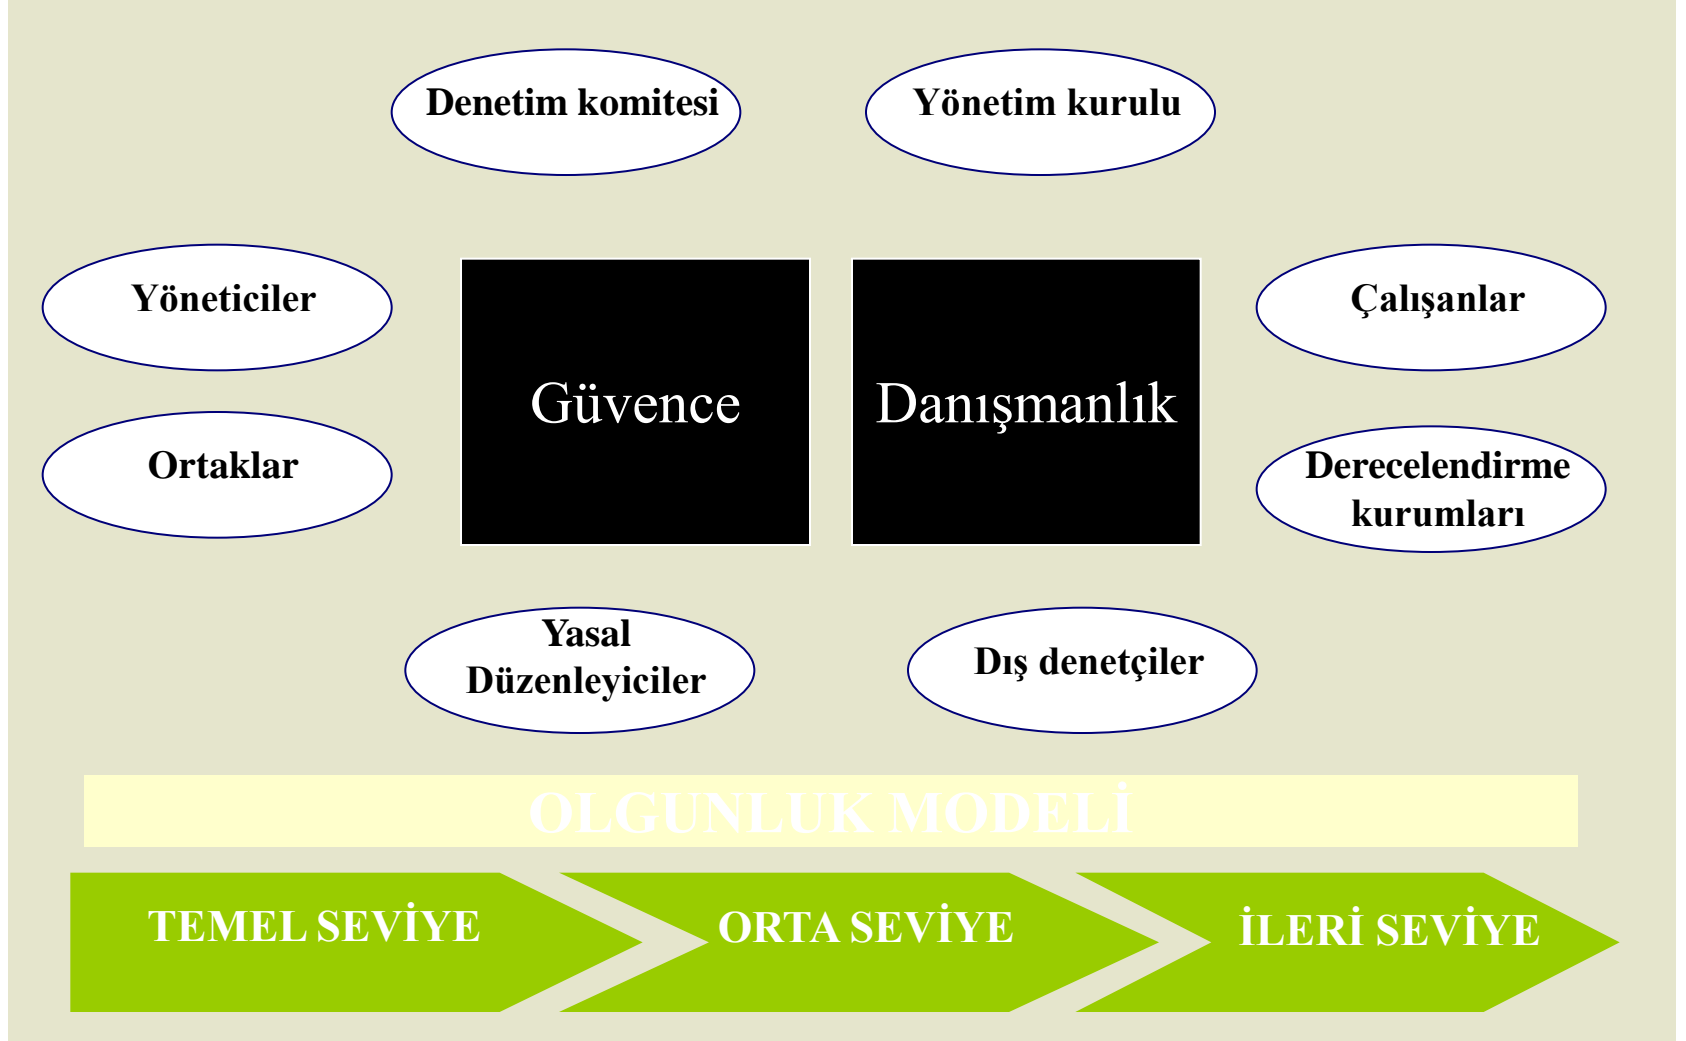 Denetim komitesi
Yönetim kurulu
Yöneticiler
Çalışanlar
Güvence
Danışmanlık
Ortaklar
Derecelendirme
kurumları
Yasal
Düzenleyiciler
Dış denetçiler
OLGUNLUK MODELİ
TEMEL SEVİYE
ORTA SEVİYE
İLERİ SEVİYE